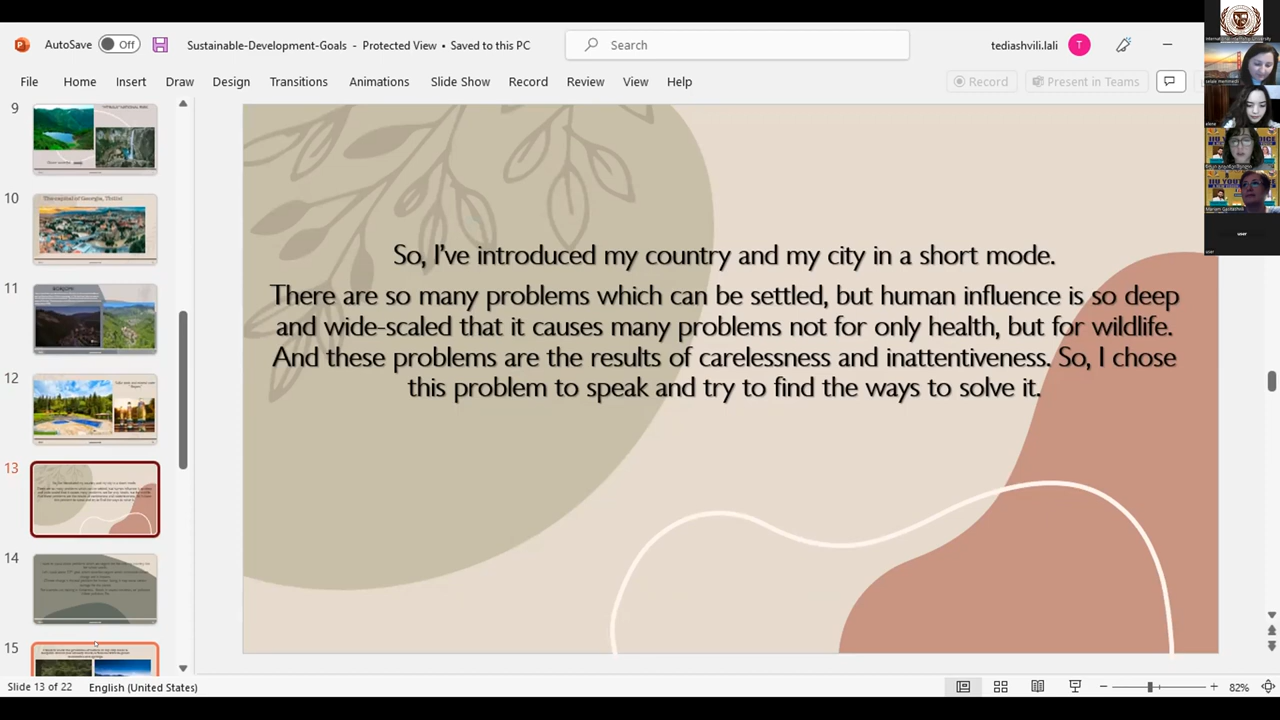 AutoSave Off Sustainable-Development-Goals - Protected View • Saved to this PC Search tediashvili.lali T
File Home Insert Draw Design Transitions Animations Slide Show Record Review View Help Record Present in Teams
9
10
The capital of Georgia, Tbilisi
11
12
13
14
15
So, I've introduced my country and my city in a short mode.
There are so many problems which can be settled, but human influence is so deep
and wide-scaled that it causes many problems not for only health, but for wildlife.
And these problems are the results of carelessness and inattentiveness. So, I chose
this problem to speak and try to find the ways to solve it.
Slide 13 of 22 English (United States) 82%